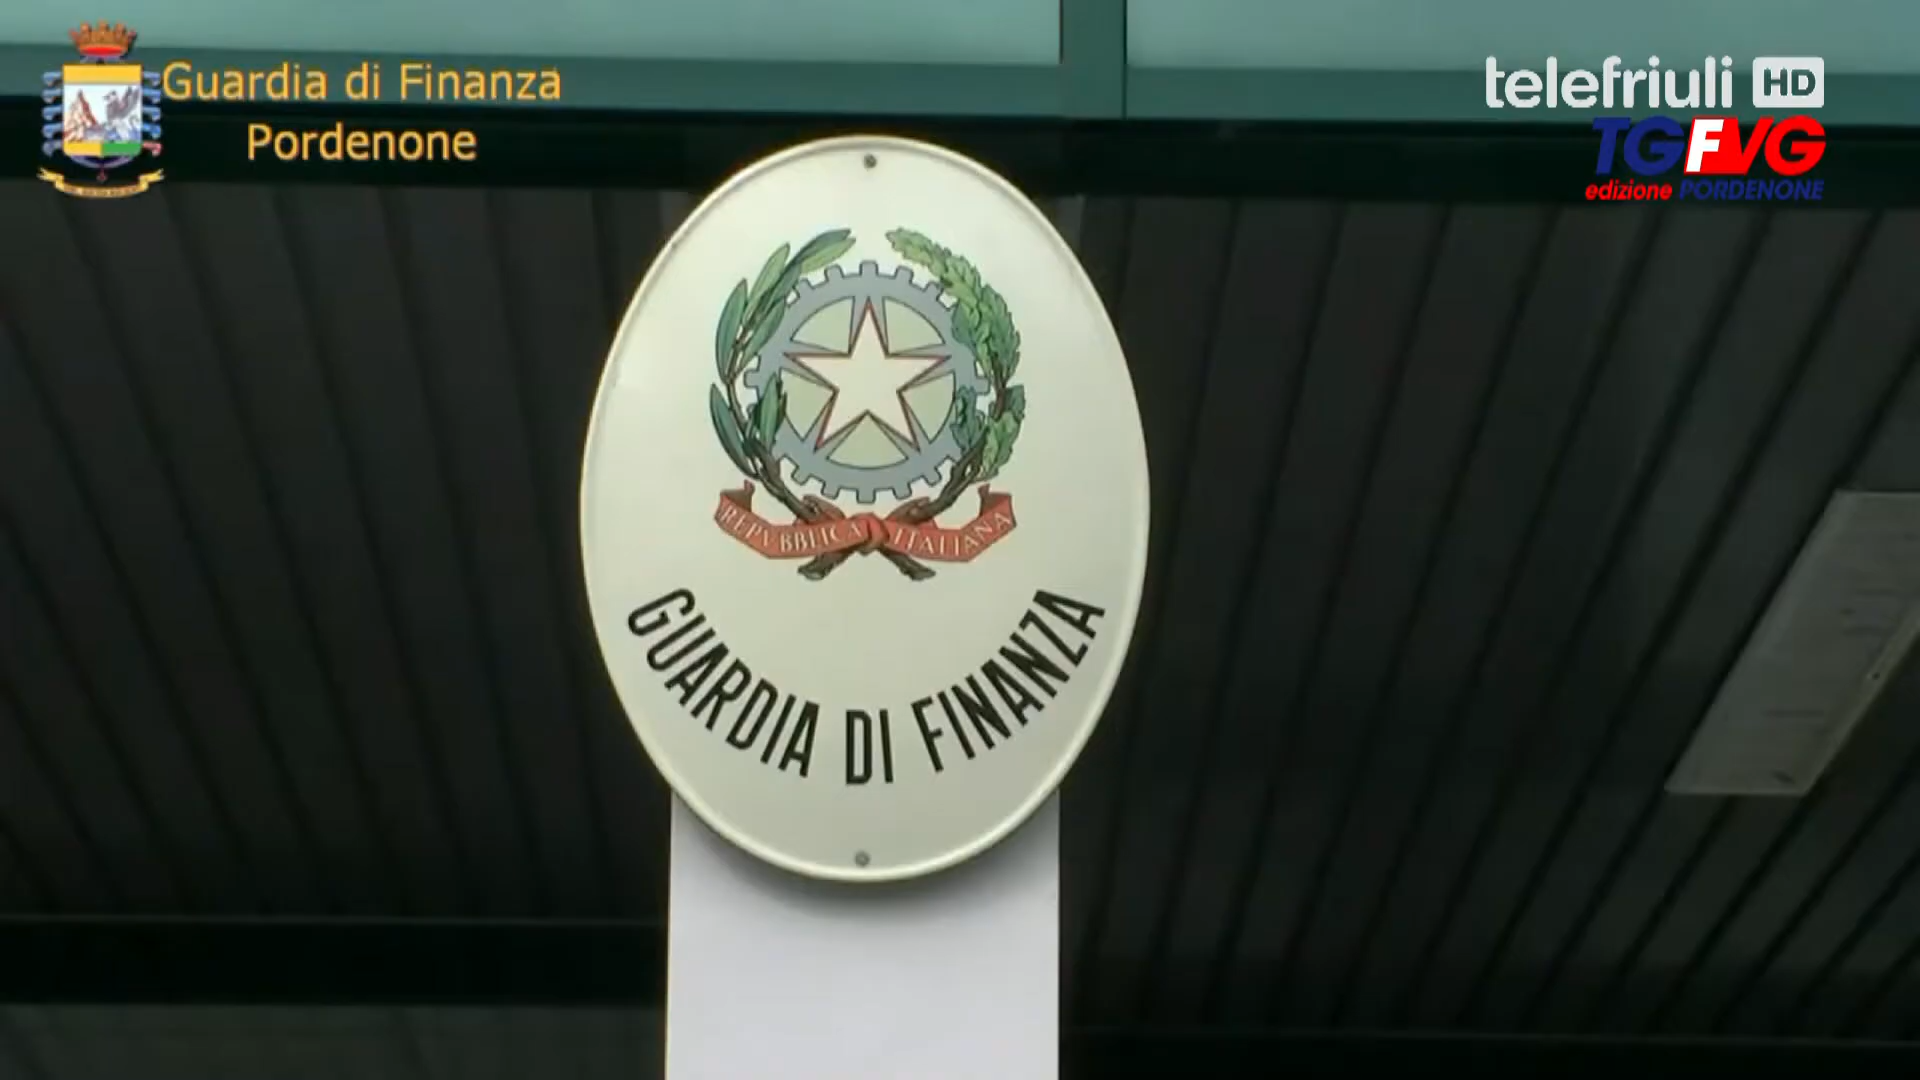 Guardia di Finanza
Pordenone
telefriuli HD
TGFVG
edizione PORDENONE
REPVBBLICA ITALIANA
GUARDIA DI FINANZA